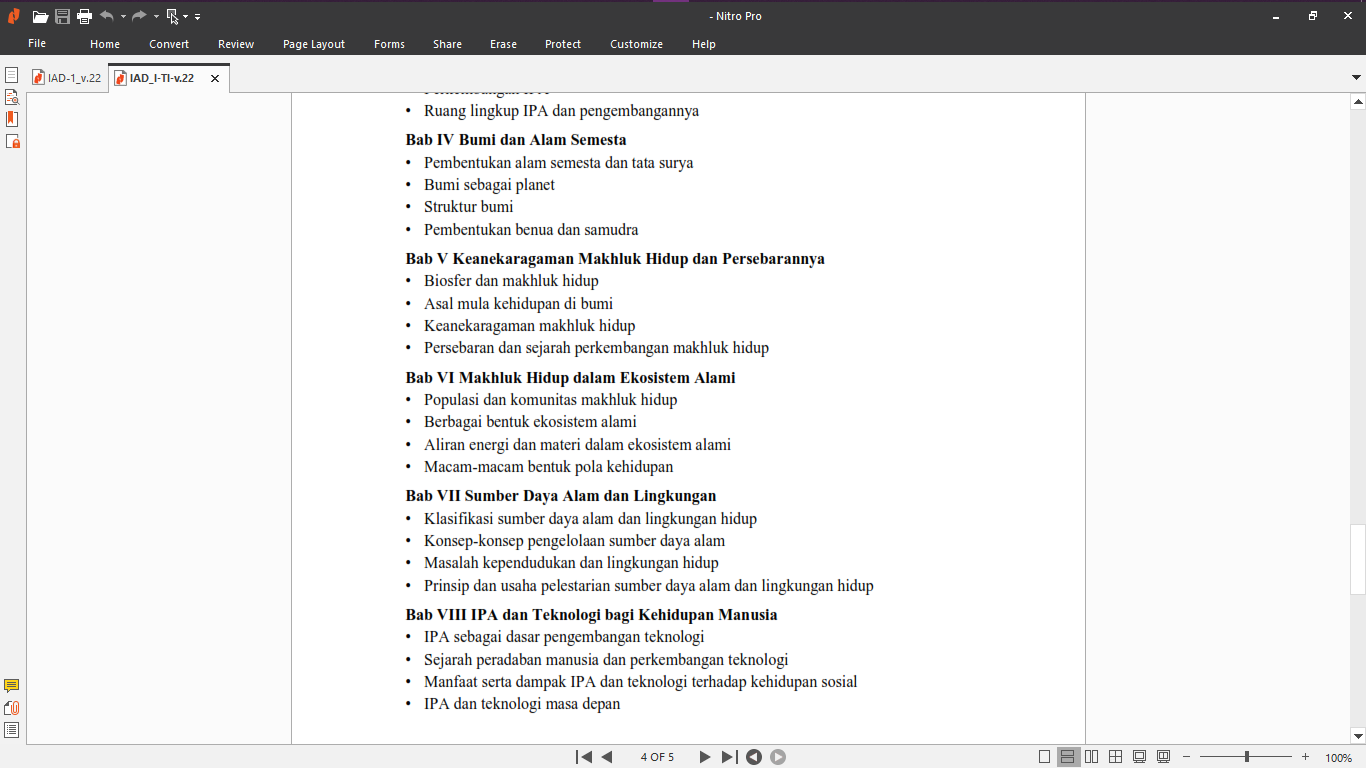 - Nitro Pro
File Home Convert Review Page Layout Forms Share Erase Protect Customize Help
IAD-1_v.22 IAD_I-TI-v.22
• Ruang lingkup IPA dan pengembangannya
Bab IV Bumi dan Alam Semesta
• Pembentukan alam semesta dan tata surya
• Bumi sebagai planet
• Struktur bumi
• Pembentukan benua dan samudra
Bab V Keanekaragaman Makhluk Hidup dan Persebarannya
• Biosfer dan makhluk hidup
• Asal mula kehidupan di bumi
• Keanekaragaman makhluk hidup
• Persebaran dan sejarah perkembangan makhluk hidup
Bab VI Makhluk Hidup dalam Ekosistem Alami
• Populasi dan komunitas makhluk hidup
• Berbagai bentuk ekosistem alami
• Aliran energi dan materi dalam ekosistem alami
• Macam-macam bentuk pola kehidupan
Bab VII Sumber Daya Alam dan Lingkungan
• Klasifikasi sumber daya alam dan lingkungan hidup
• Konsep-konsep pengelolaan sumber daya alam
• Masalah kependudukan dan lingkungan hidup
• Prinsip dan usaha pelestarian sumber daya alam dan lingkungan hidup
Bab VIII IPA dan Teknologi bagi Kehidupan Manusia
• IPA sebagai dasar pengembangan teknologi
• Sejarah peradaban manusia dan perkembangan teknologi
• Manfaat serta dampak IPA dan teknologi terhadap kehidupan sosial
• IPA dan teknologi masa depan
4 OF 5
100%